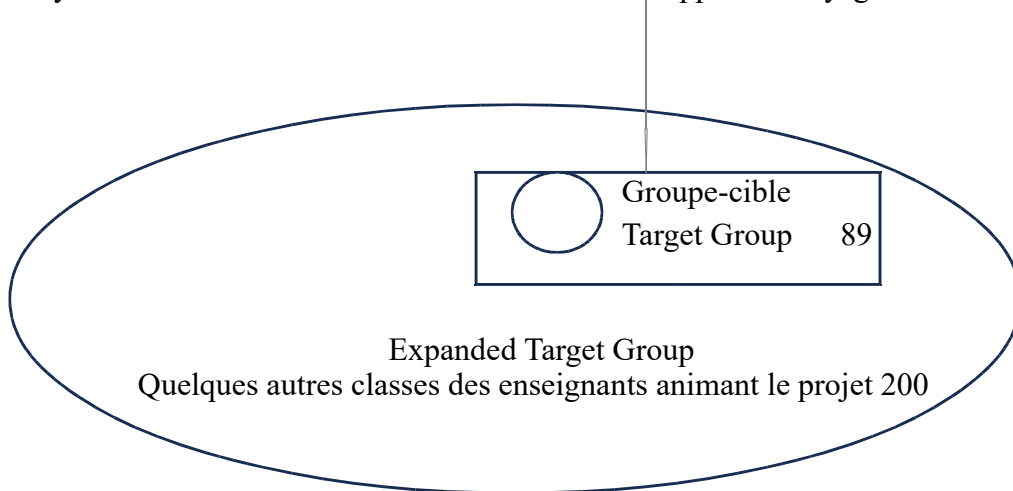 Groupe-cible
Target Group 89
Expanded Target Group
Quelques autres classes des enseignants animant le projet 200